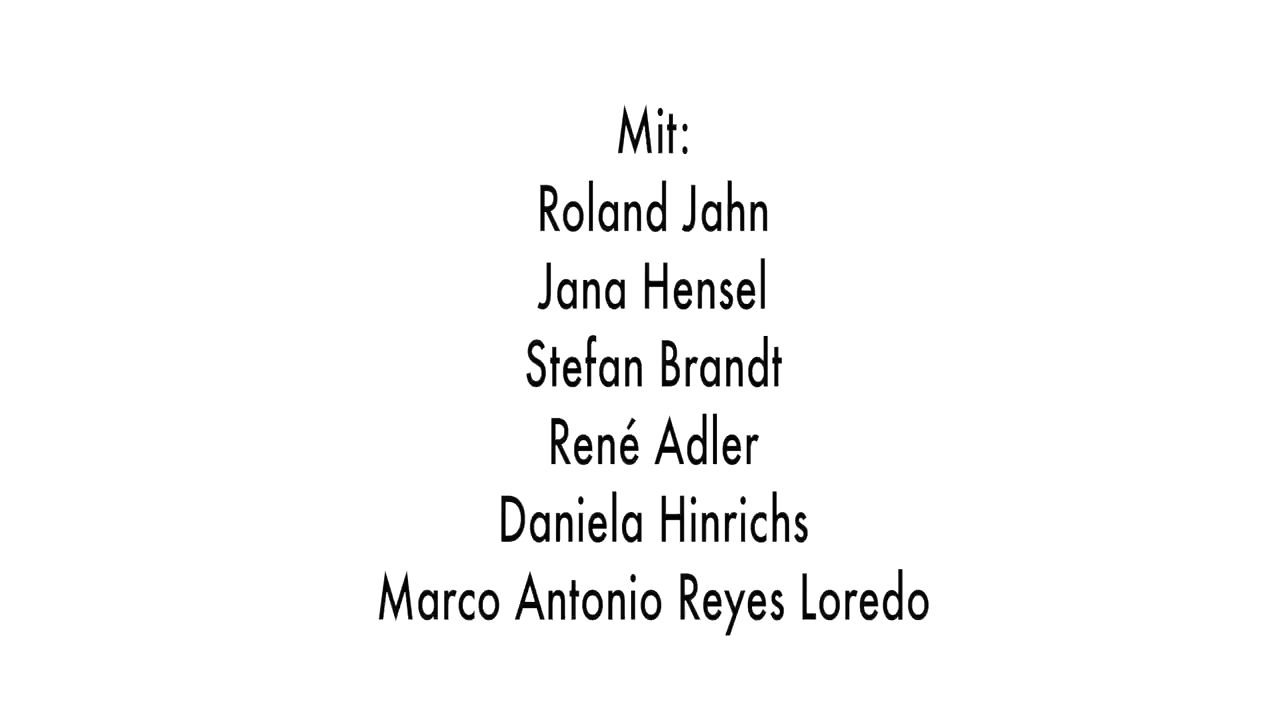 Mit:
Roland Jahn
Jana Hensel
Stefan Brandt
René Adler
Daniela Hinrichs
Marco Antonio Reyes Loredo